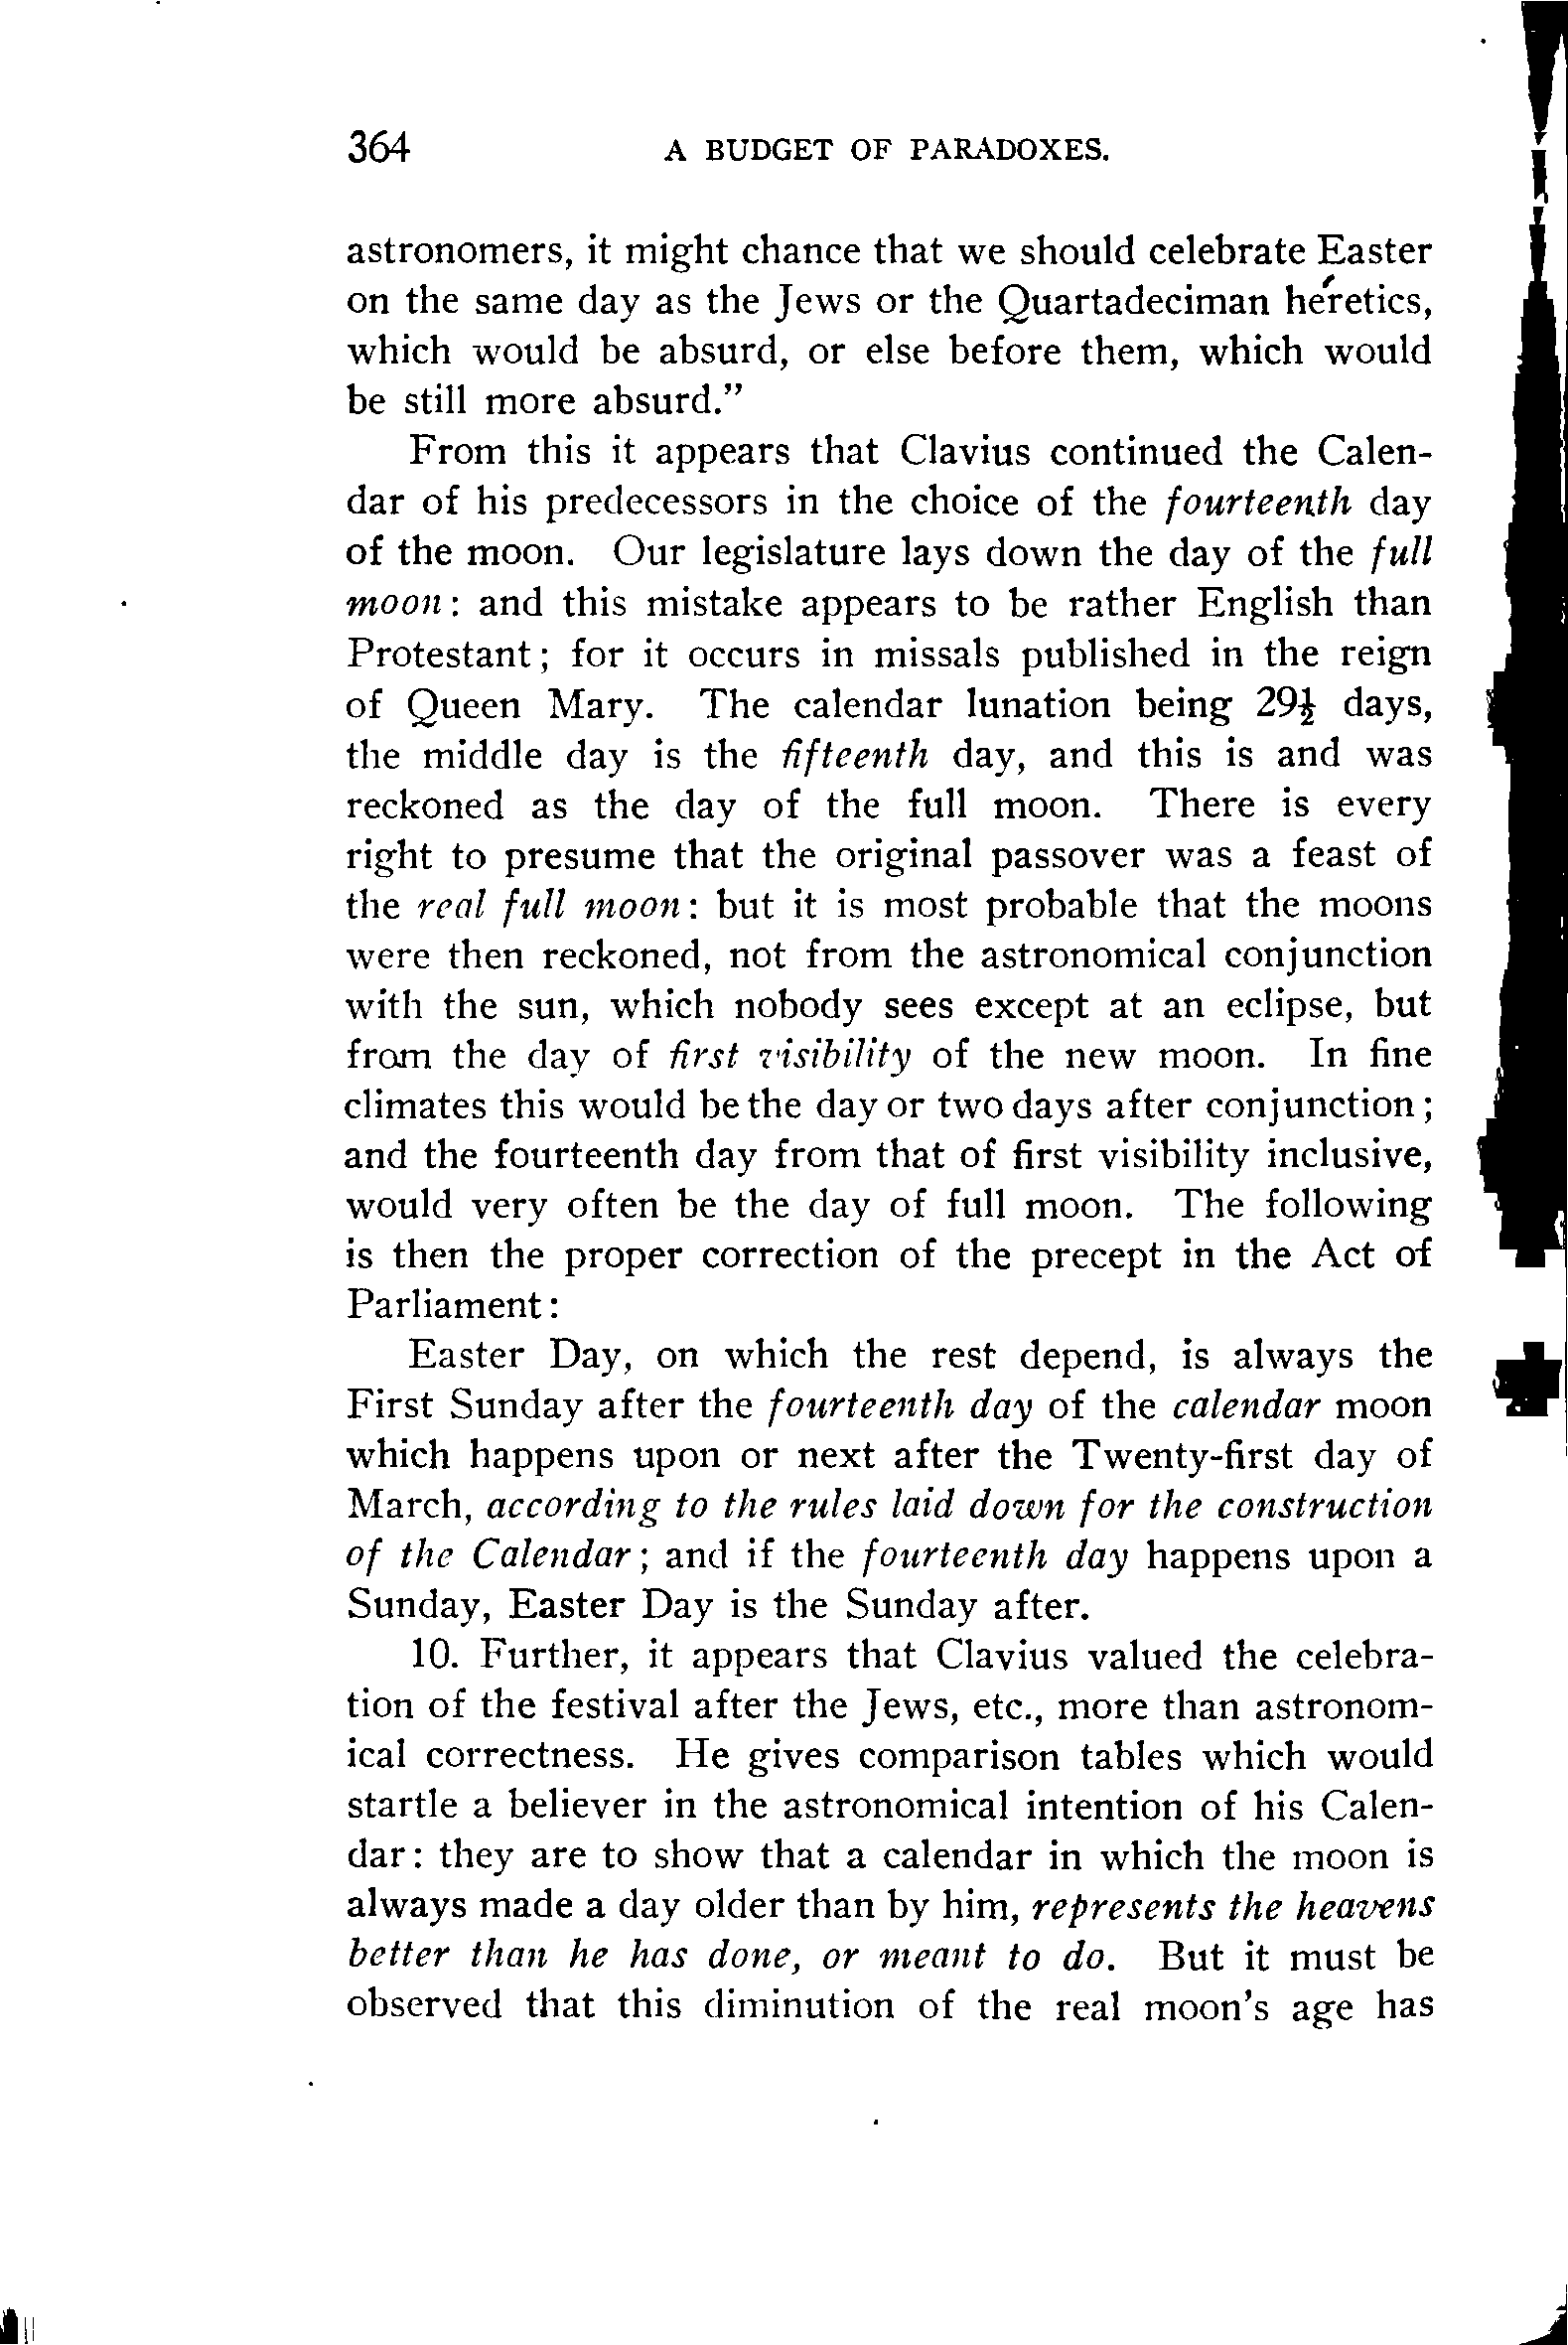 364 A BUDGET OF PARADOXES.
astronomers, it might chance that we should celebrate Easter
on the same day as the Jews or the Quartadeciman heretics,
which would be absurd, or else before them, which would
be still more absurd.”
From this it appears that Clavius continued the Calen-
dar of his predecessors in the choice of the fourteenth day
of the moon. Our legislature lays down the day of the full
moon: and this mistake appears to be rather English than
Protestant; for it occurs in missals published in the reign
of Queen Mary. The calendar lunation being 29½ days,
the middle day is the fifteenth day, and this is and was
reckoned as the day of the full moon. There is every
right to presume that the original passover was a feast of
the real full moon: but it is most probable that the moons
were then reckoned, not from the astronomical conjunction
with the sun, which nobody sees except at an eclipse, but
from the day of first visibility of the new moon. In fine
climates this would be the day or two days after conjunction;
and the fourteenth day from that of first visibility inclusive,
would very often be the day of full moon. The following
is then the proper correction of the precept in the Act of
Parliament:
Easter Day, on which the rest depend, is always the
First Sunday after the fourteenth day of the calendar moon
which happens upon or next after the Twenty-first day of
March, according to the rules laid down for the construction
of the Calendar; and if the fourteenth day happens upon a
Sunday, Easter Day is the Sunday after.
10. Further, it appears that Clavius valued the celebra-
tion of the festival after the Jews, etc., more than astronom-
ical correctness. He gives comparison tables which would
startle a believer in the astronomical intention of his Calen-
dar: they are to show that a calendar in which the moon is
always made a day older than by him, represents the heavens
better than he has done, or meant to do. But it must be
observed that this diminution of the real moon's age has